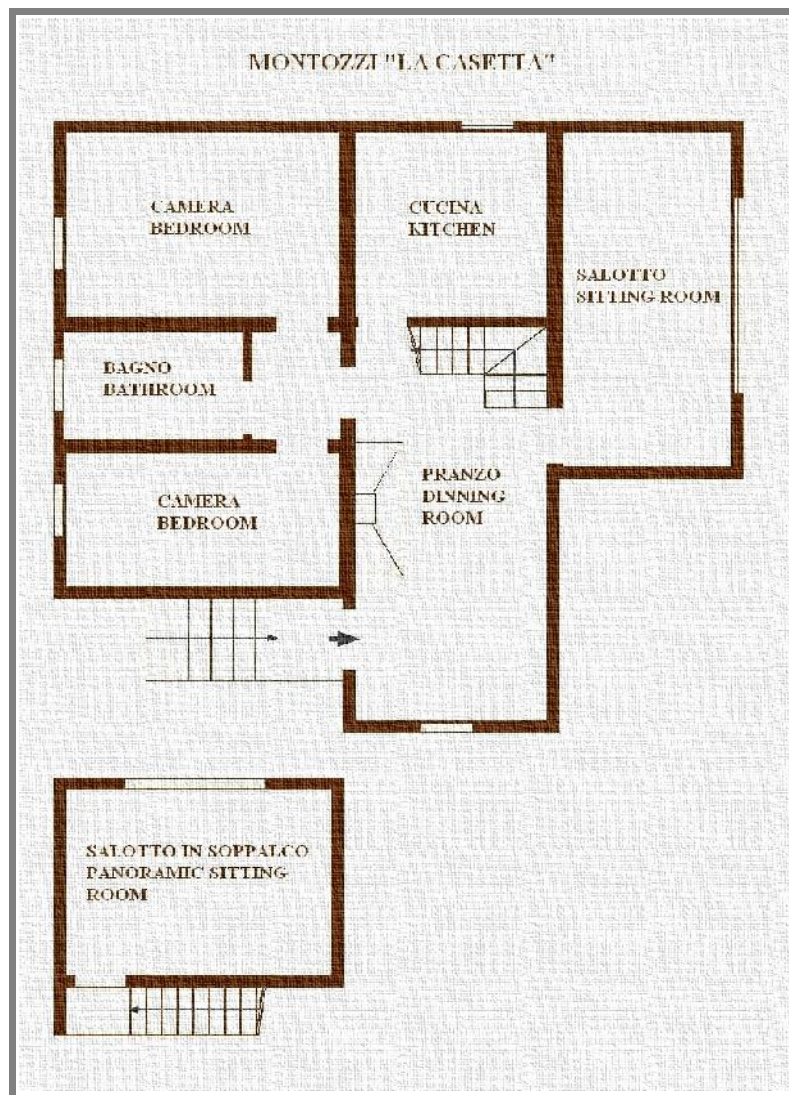 MONTOZZI "LA CASETTA"
CAMERA
BEDROOM
CUCINA
KITCHEN
SALOTTO
SITTING ROOM
BAGNO
BATHROOM
CAMERA
BEDROOM
PRANZO
DINNING
ROOM
SALOTTO IN SOPPALCO
PANORAMIC SITTING
ROOM